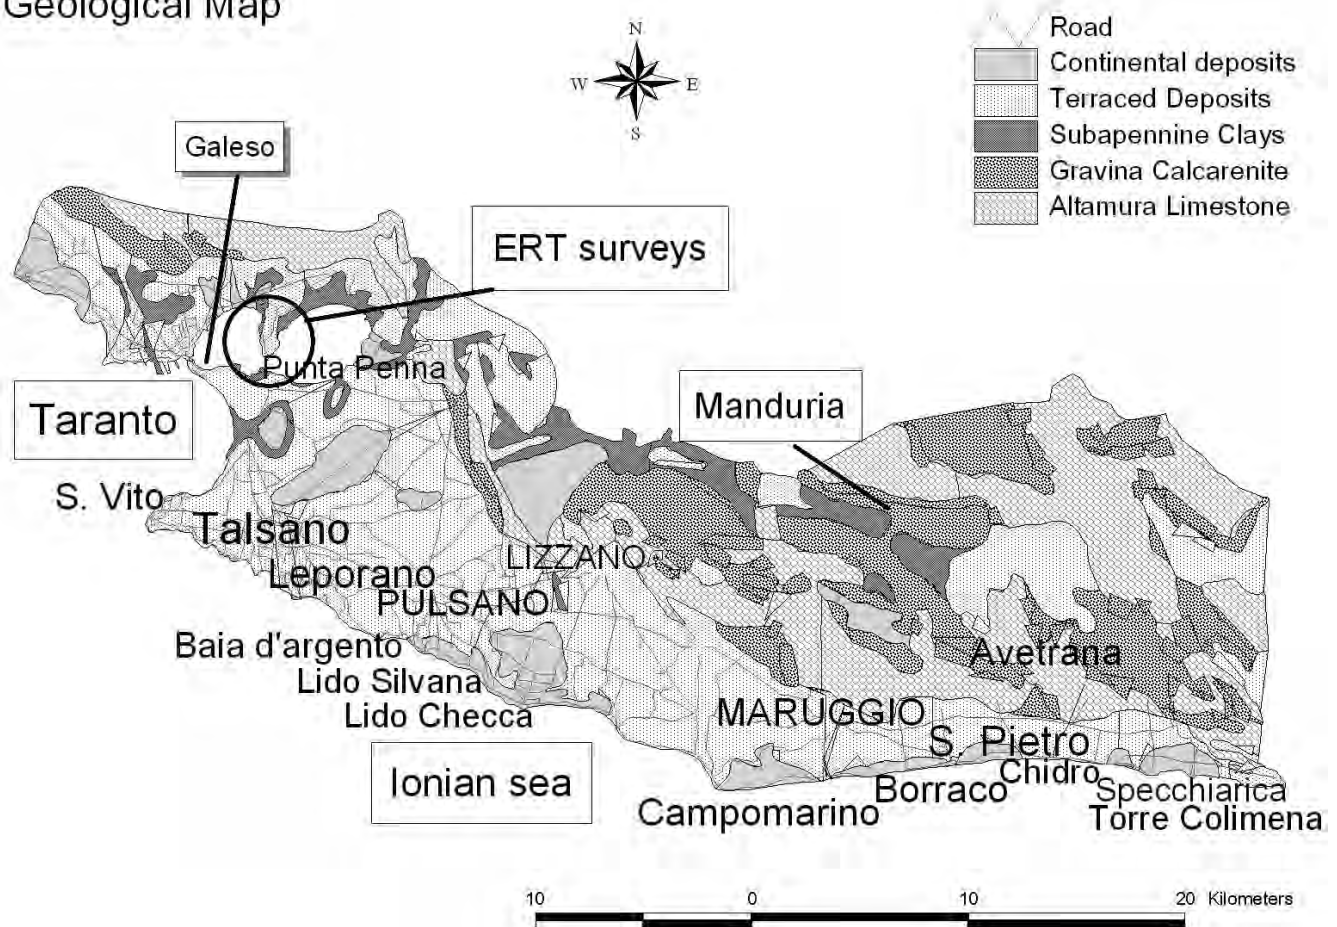 Geological Map
N
W
E
S
Road
Continental deposits
Terraced Deposits
Subapennine Clays
Gravina Calcarenite
Altamura Limestone
Galeso
ERT surveys
Punta Penna
Taranto
Manduria
S. Vito
Talsano
LIZZANO
Leporano
PULSANO
Baia d'argento
Avetrana
Lido Silvana
Lido Checca
MARUGGIO
S. Pietro
Ionian sea
Chidro
Borraco
Specchiarica
Campomarino
Torre Colimena
10 0 10 20 Kilometers